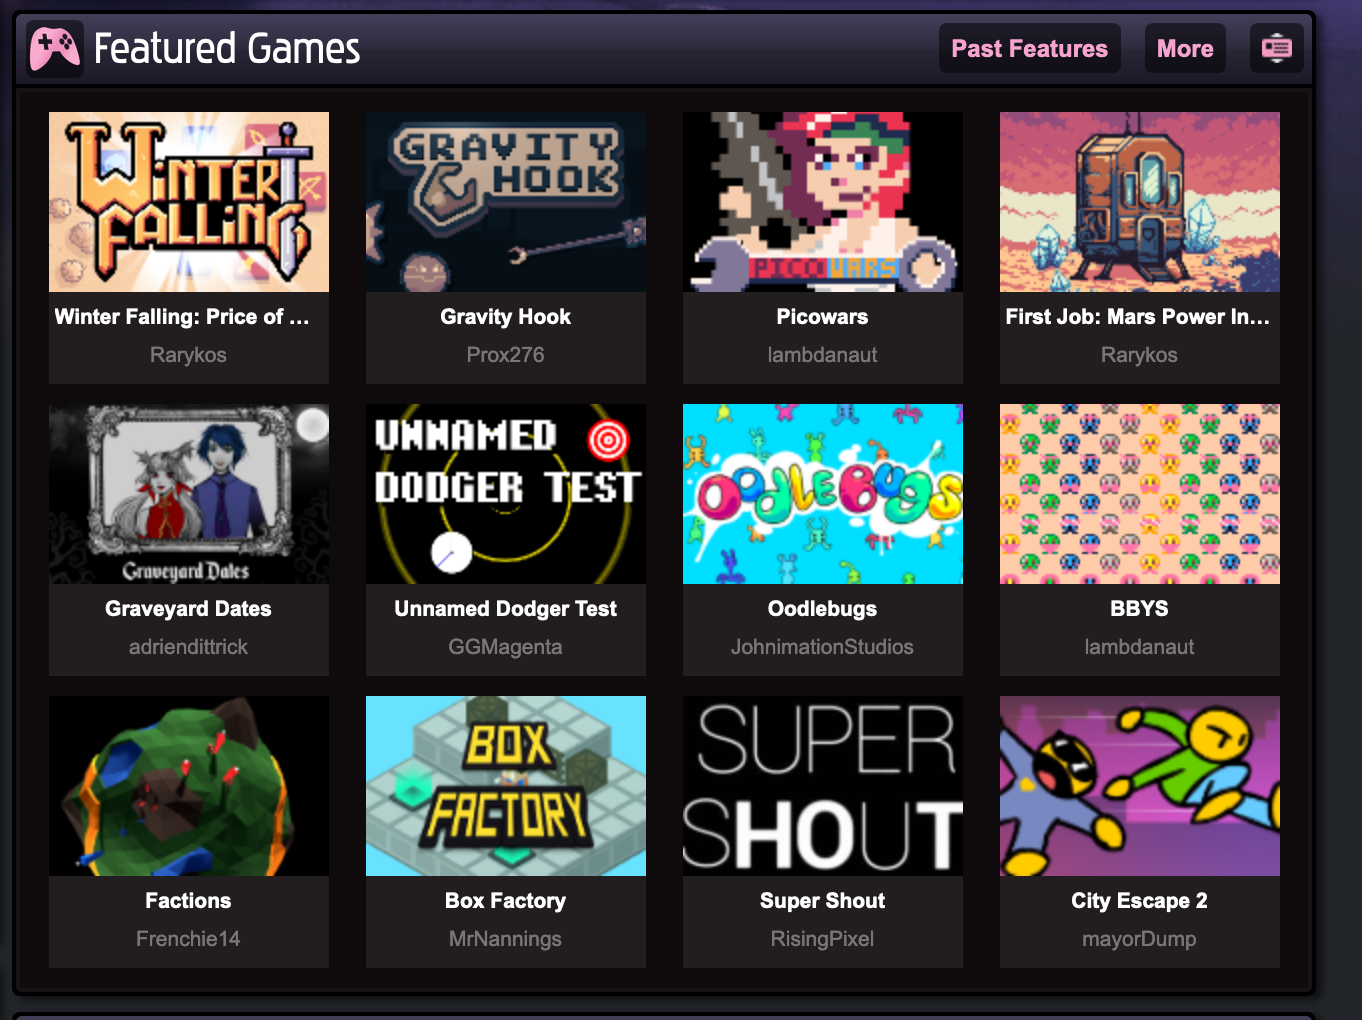 Featured Games
Past Features
More
WINTER
FALLING
Winter Falling: Price of ...
Rarykos
GRAVITY
HOOK
Gravity Hook
Prox276
PICOWARS
Picowars
lambdanaut
First Job: Mars Power In...
Rarykos
Graveyard Dates
Graveyard Dates
adriendittrick
UNNAMED
DODGER TEST
Unnamed Dodger Test
GGMagenta
OodleBugs
Oodlebugs
JohnimationStudios
BBYS
lambdanaut
Factions
Frenchie14
BOX
FACTORY
Box Factory
MrNannings
SUPER
SHOUT
Super Shout
RisingPixel
City Escape 2
mayorDump